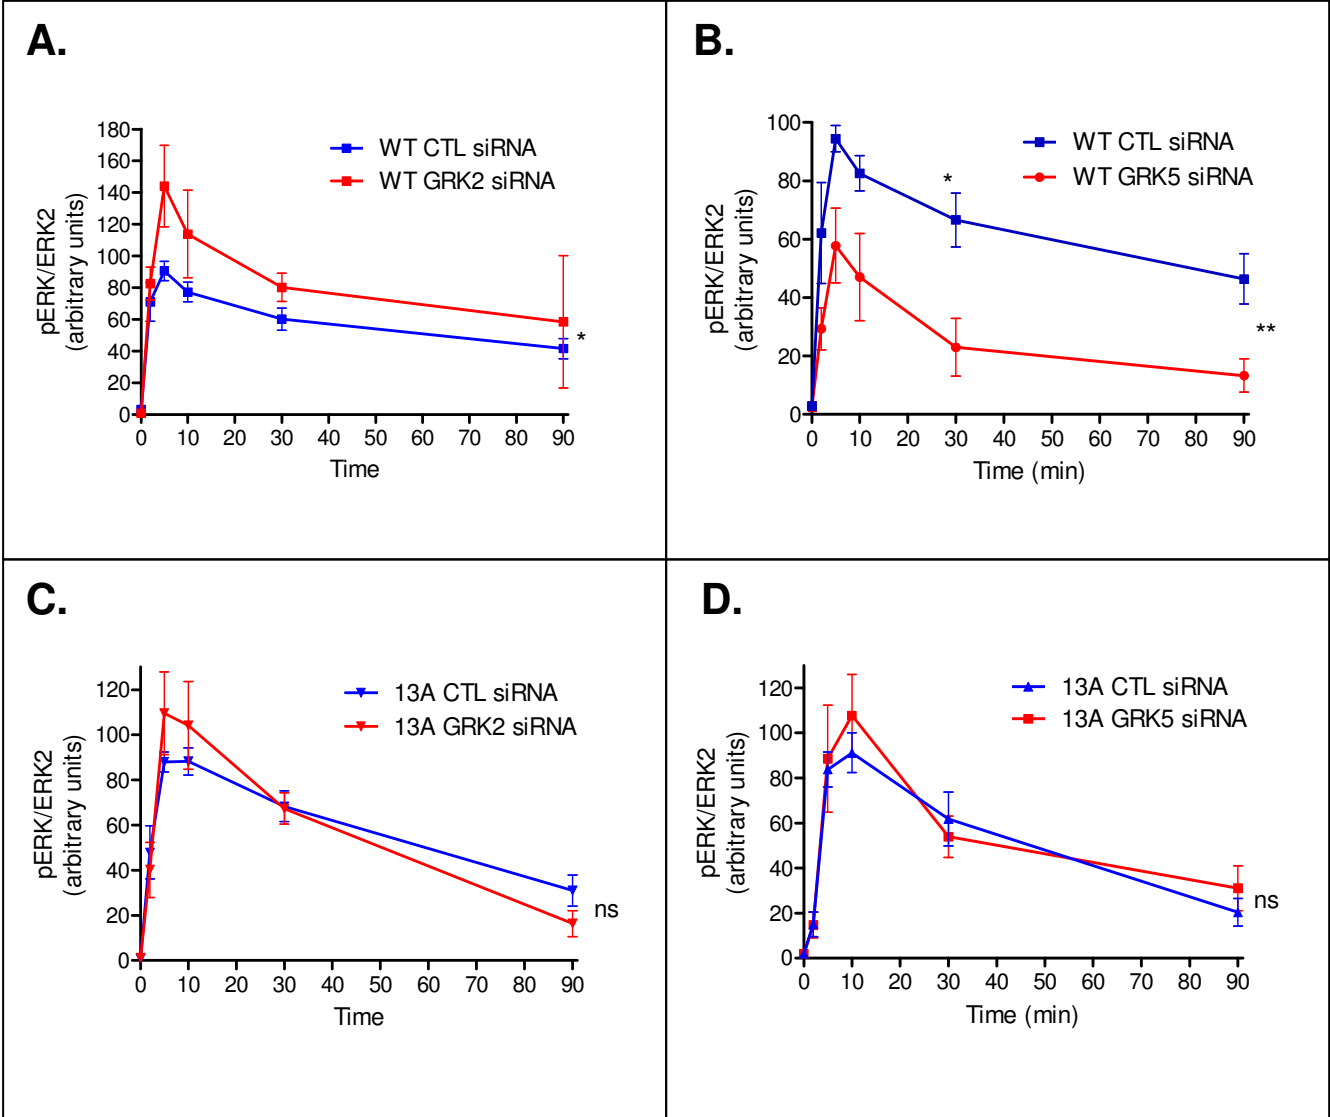 A.
180
160
140
120
100
80
60
40
20
0
pERK/ERK2
(arbitrary units)
WT CTL siRNA
WT GRK2 siRNA
*
0 10 20 30 40 50 60 70 80 90
Time
B.
100
80
60
40
20
0
pERK/ERK2
(arbitrary units)
WT CTL siRNA
WT GRK5 siRNA
*
**
0 10 20 30 40 50 60 70 80 90
Time (min)
C.
120
100
80
60
40
20
0
pERK/ERK2
(arbitrary units)
13A CTL siRNA
13A GRK2 siRNA
ns
0 10 20 30 40 50 60 70 80 90
Time
D.
120
100
80
60
40
20
0
pERK/ERK2
(arbitrary units)
13A CTL siRNA
13A GRK5 siRNA
ns
0 10 20 30 40 50 60 70 80 90
Time (min)